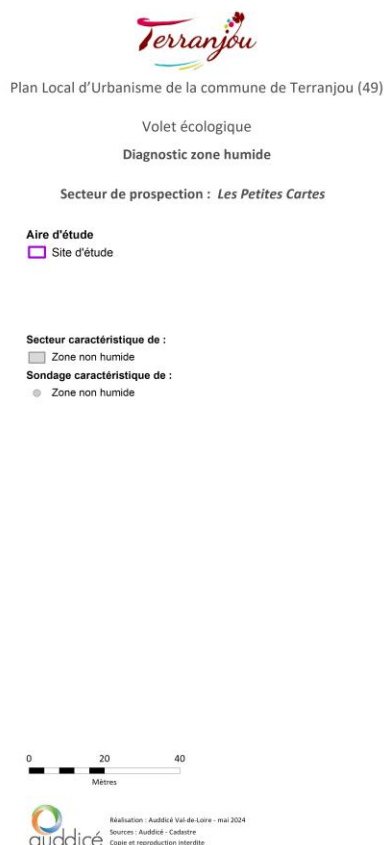 Terranjou
Plan Local d'Urbanisme de la commune de Terranjou (49)
Volet écologique
Diagnostic zone humide
Secteur de prospection : Les Petites Cartes
Aire d'étude
Site d'étude
Secteur caractéristique de :
Zone non humide
Sondage caractéristique de :
Zone non humide
0 20 40
Mètres
auddicé
Réalisation : Auddicé Val-de-Loire - mai 2024
Sources : Auddicé - Cadastre
Copie et reproduction interdite